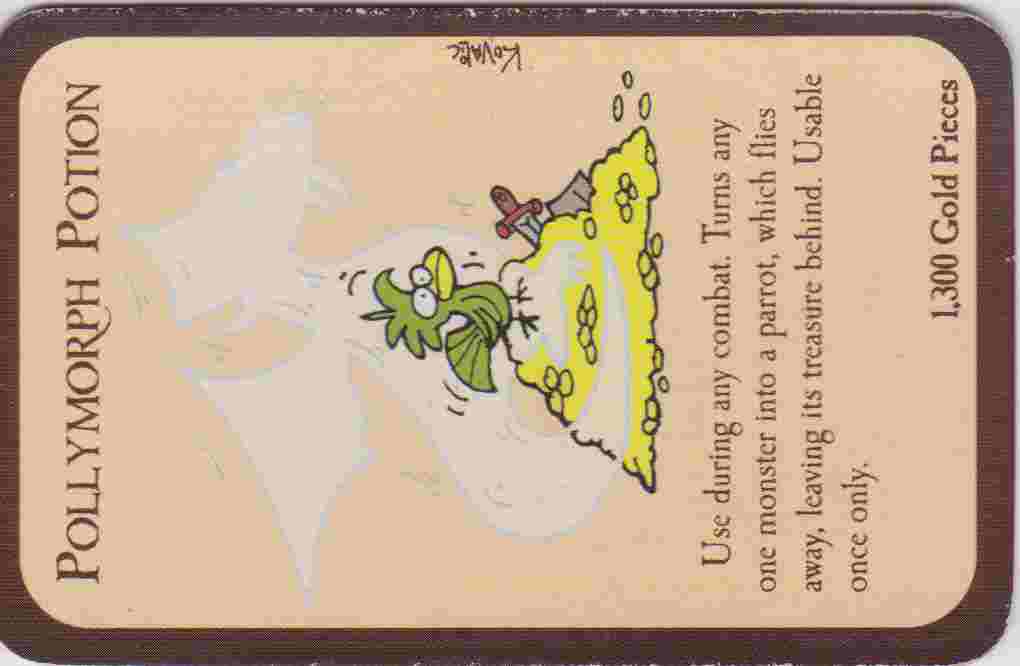 POLLYMORPH POTION
KOVALIC
Use during any combat. Turns any
one monster into a parrot, which flies
away, leaving its treasure behind. Usable
once only.
1,300 Gold Pieces